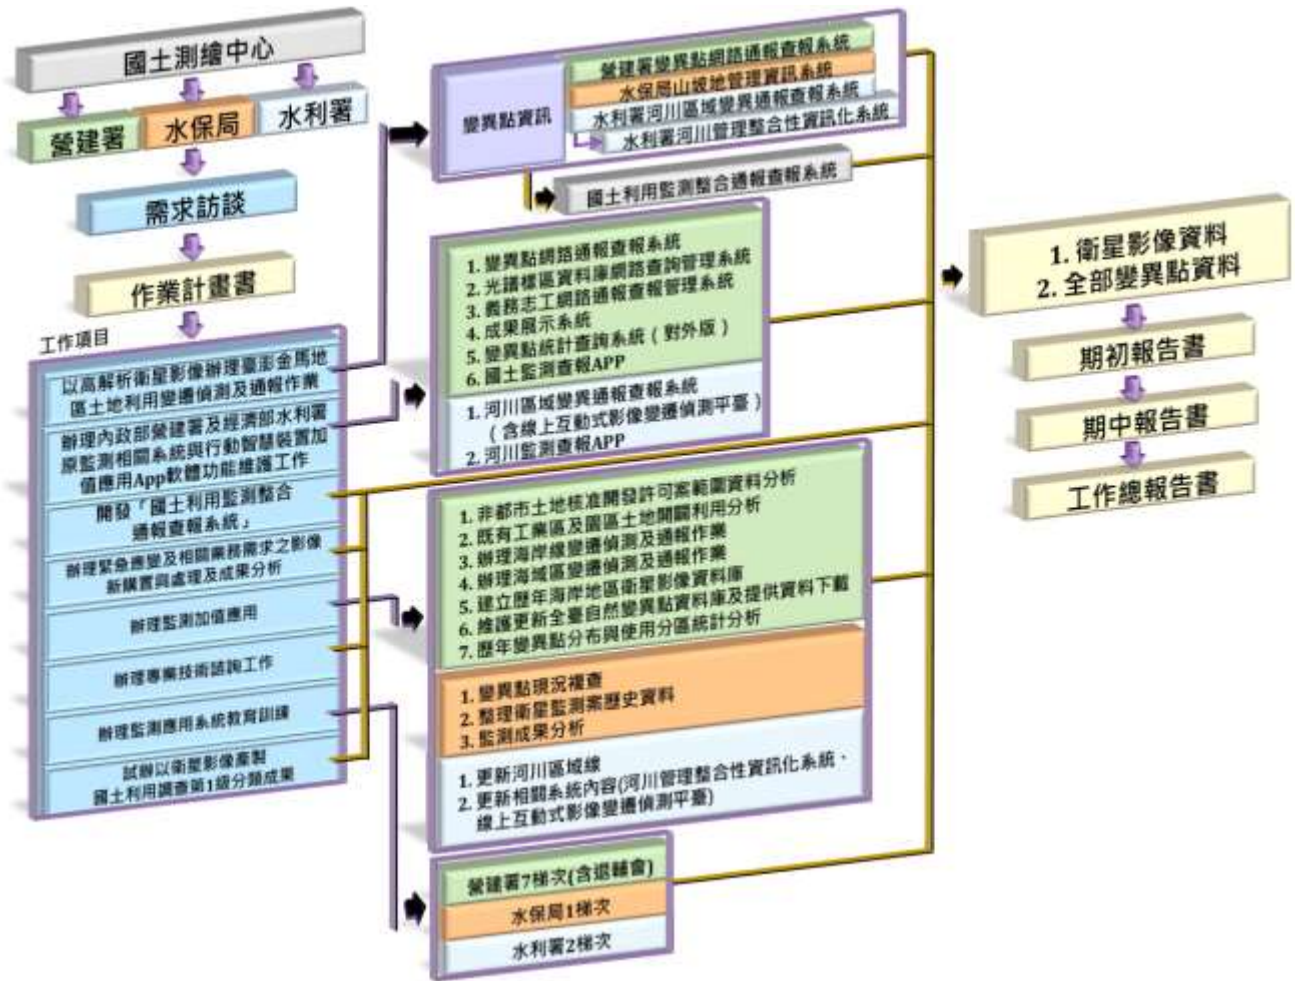 國土測繪中心
營建署
水保局
水利署
需求訪談
作業計畫書
工作項目
以高解析衛星影像辦理臺澎金馬地
區土地利用變遷偵測及通報作業
辦理內政部營建署及經濟部水利署
原監測相關系統與行動智慧裝置加
值應用App軟體功能維護工作
開發「國土利用監測整合
通報查報系統」
辦理緊急應變及相關業務需求之影像
新購置與處理及成果分析
辦理監測加值應用
辦理專業技術諮詢工作
辦理監測應用系統教育訓練
試辦以衛星影像產製
國土利用調查第1級分類成果
變異點資訊
營建署變異點網路通報查報系統
水保局山坡地管理資訊系統
水利署河川區域變異通報查報系統
水利署河川管理整合性資訊化系統
國土利用監測整合通報查報系統
1. 變異點網路通報查報系統
2. 光譜樣區資料庫網路查詢管理系統
3. 義務志工網路通報查報管理系統
4. 成果展示系統
5. 變異點統計查詢系統（對外版）
6. 國土監測查報APP
1. 河川區域變異通報查報系統
（含線上互動式影像變遷偵測平臺）
2. 河川監測查報APP
1. 非都市土地核准開發許可案範圍資料分析
2. 既有工業區及園區土地開闢利用分析
3. 辦理海岸線變遷偵測及通報作業
4. 辦理海域區變遷偵測及通報作業
5. 建立歷年海岸地區衛星影像資料庫
6. 維護更新全臺自然變異點資料庫及提供資料下載
7. 歷年變異點分布與使用分區統計分析
1. 變異點現況複查
2. 整理衛星監測案歷史資料
3. 監測成果分析
1. 更新河川區域線
2. 更新相關系統內容(河川管理整合性資訊化系統、
線上互動式影像變遷偵測平臺)
營建署7梯次(含退輔會)
水保局1梯次
水利署2梯次
1. 衛星影像資料
2. 全部變異點資料
期初報告書
期中報告書
工作總報告書